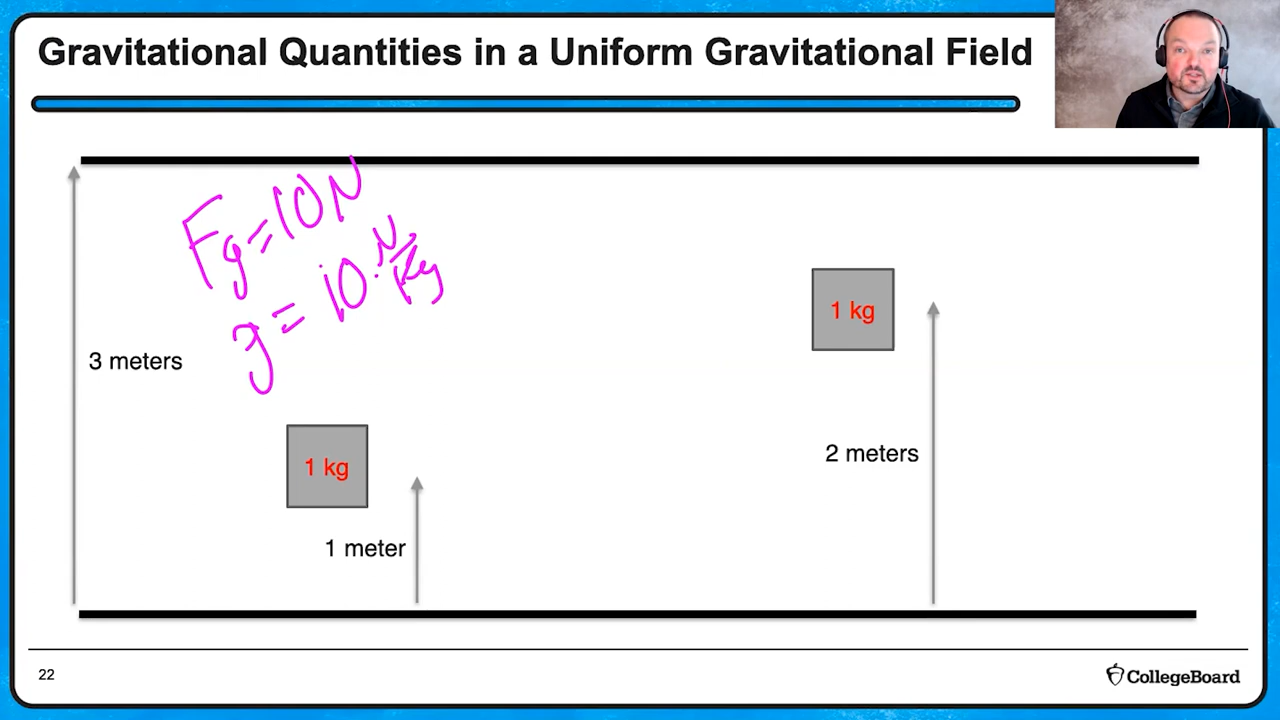 Gravitational Quantities in a Uniform Gravitational Field
Fg=10N
g=10 N/kg
3 meters
1 kg
1 kg
2 meters
1 meter
22
CollegeBoard